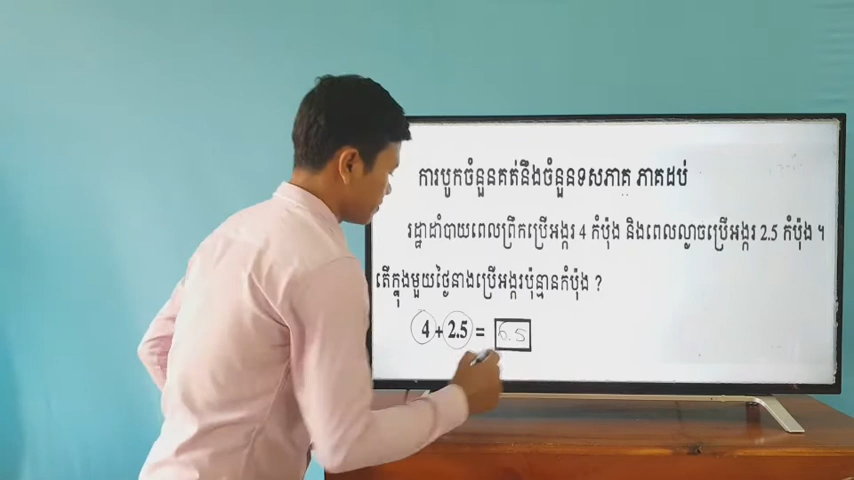 ការបូកចំនួនគត់នឹងចំនួនទសភាគ ភាគដប់
រដ្ឋាដាំបាយពេលព្រឹកប្រើអង្ករ 4 កំប៉ុង និងពេលល្ងាចប្រើអង្ករ 2.5 កំប៉ុង ។
តើក្នុងមួយថ្ងៃនាងប្រើអង្ករប៉ុន្មានកំប៉ុង ?
4 + 2.5 = 6.5